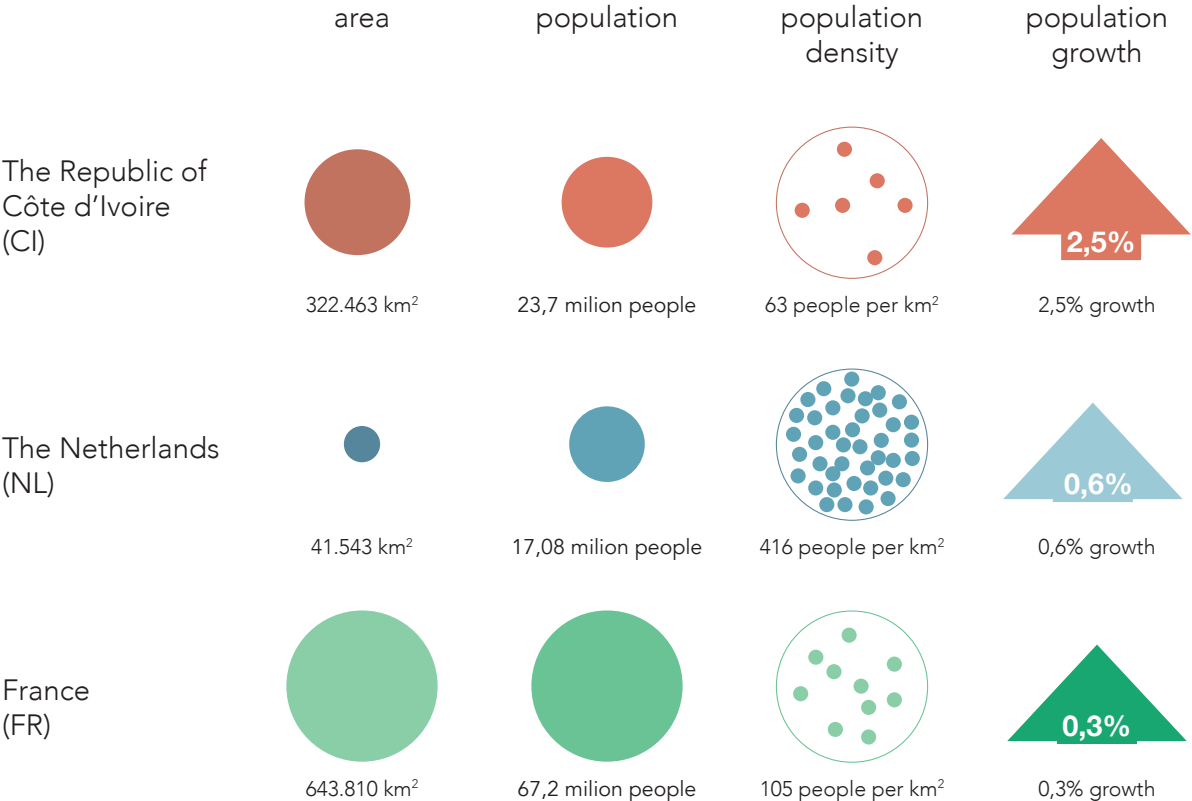 area
population
population
density
population
growth
The Republic of
Côte d’Ivoire
(CI)
2,5%
322.463 km²
23,7 milion people
63 people per km²
2,5% growth
The Netherlands
(NL)
0,6%
41.543 km²
17,08 milion people
416 people per km²
0,6% growth
France
(FR)
0,3%
643.810 km²
67,2 milion people
105 people per km²
0,3% growth